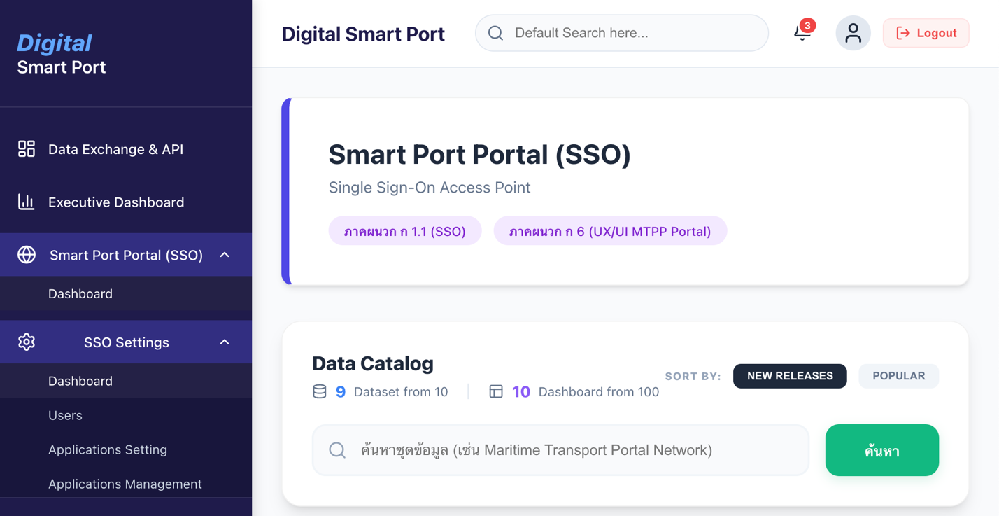 Digital
Smart Port
Data Exchange & API
Executive Dashboard
Smart Port Portal (SSO)
Dashboard
SSO Settings
Dashboard
Users
Applications Setting
Applications Management
Digital Smart Port
Default Search here...
3
Logout
Smart Port Portal (SSO)
Single Sign-On Access Point
ภาคผนวก ก 1.1 (SSO)
ภาคผนวก ก 6 (UX/UI MTPP Portal)
Data Catalog
9 Dataset from 10
10 Dashboard from 100
SORT BY:
NEW RELEASES
POPULAR
ค้นหาชุดข้อมูล (เช่น Maritime Transport Portal Network)
ค้นหา